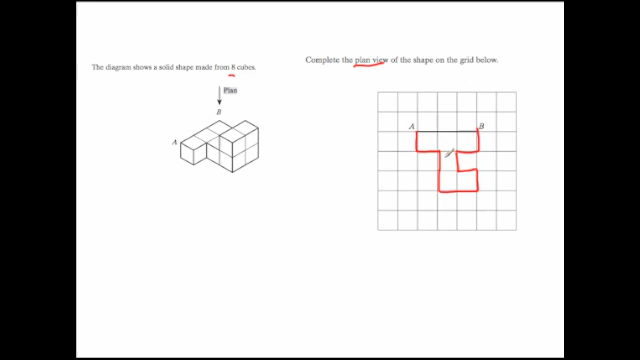 The diagram shows a solid shape made from 8 cubes.
Plan
B
A
Complete the plan view of the shape on the grid below.
A
B